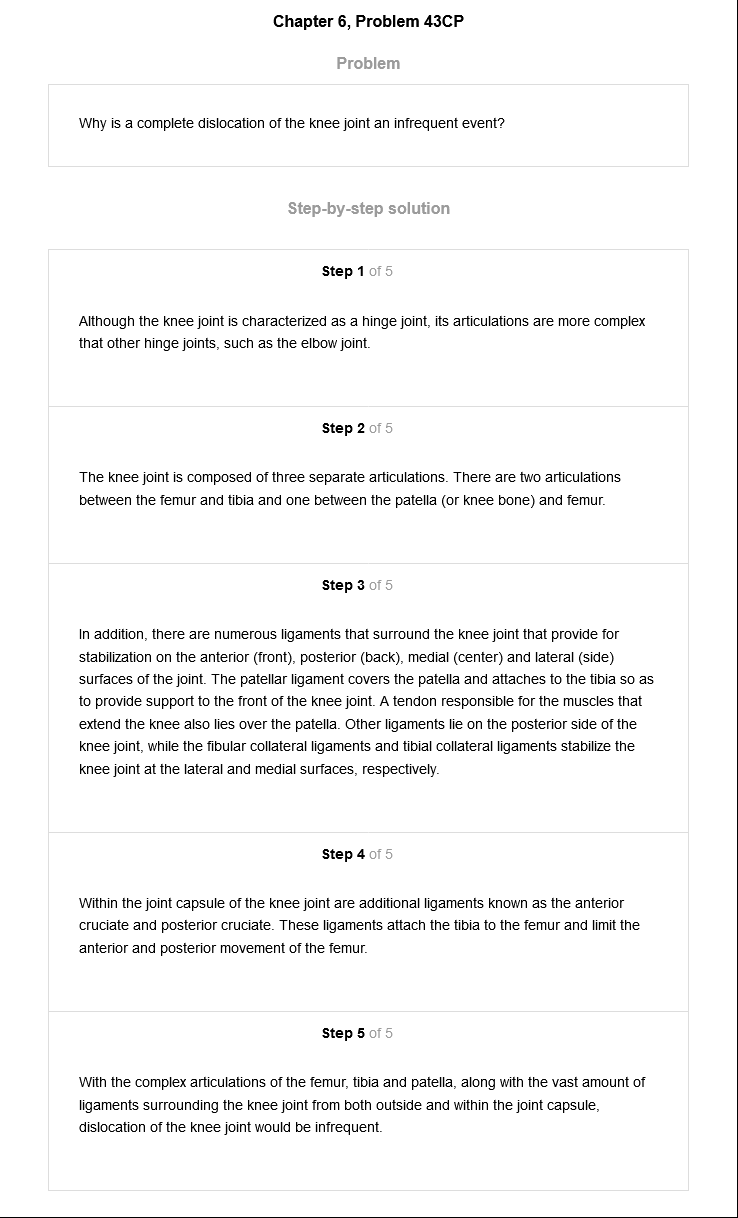 Chapter 6, Problem 43CP
Problem
Why is a complete dislocation of the knee joint an infrequent event?
Step-by-step solution
Step 1 of 5
Although the knee joint is characterized as a hinge joint, its articulations are more complex
that other hinge joints, such as the elbow joint.
Step 2 of 5
The knee joint is composed of three separate articulations. There are two articulations
between the femur and tibia and one between the patella (or knee bone) and femur.
Step 3 of 5
In addition, there are numerous ligaments that surround the knee joint that provide for
stabilization on the anterior (front), posterior (back), medial (center) and lateral (side)
surfaces of the joint. The patellar ligament covers the patella and attaches to the tibia so as
to provide support to the front of the knee joint. A tendon responsible for the muscles that
extend the knee also lies over the patella. Other ligaments lie on the posterior side of the
knee joint, while the fibular collateral ligaments and tibial collateral ligaments stabilize the
knee joint at the lateral and medial surfaces, respectively.
Step 4 of 5
Within the joint capsule of the knee joint are additional ligaments known as the anterior
cruciate and posterior cruciate. These ligaments attach the tibia to the femur and limit the
anterior and posterior movement of the femur.
Step 5 of 5
With the complex articulations of the femur, tibia and patella, along with the vast amount of
ligaments surrounding the knee joint from both outside and within the joint capsule,
dislocation of the knee joint would be infrequent.